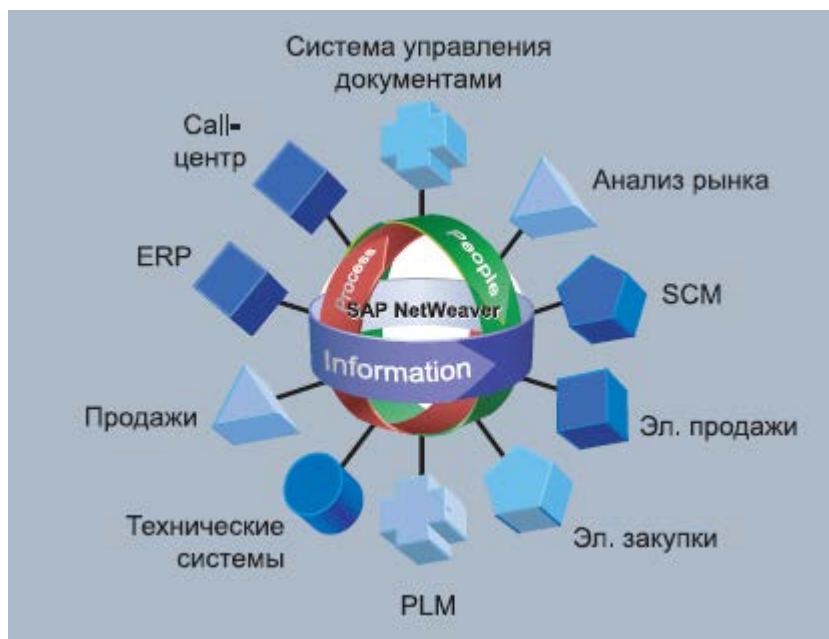 Система управления
документами
Call-
центр
Анализ рынка
ERP
People
Process
SCM
SAP NetWeaver
Information
Продажи
Эл. продажи
Технические
системы
Эл. закупки
PLM